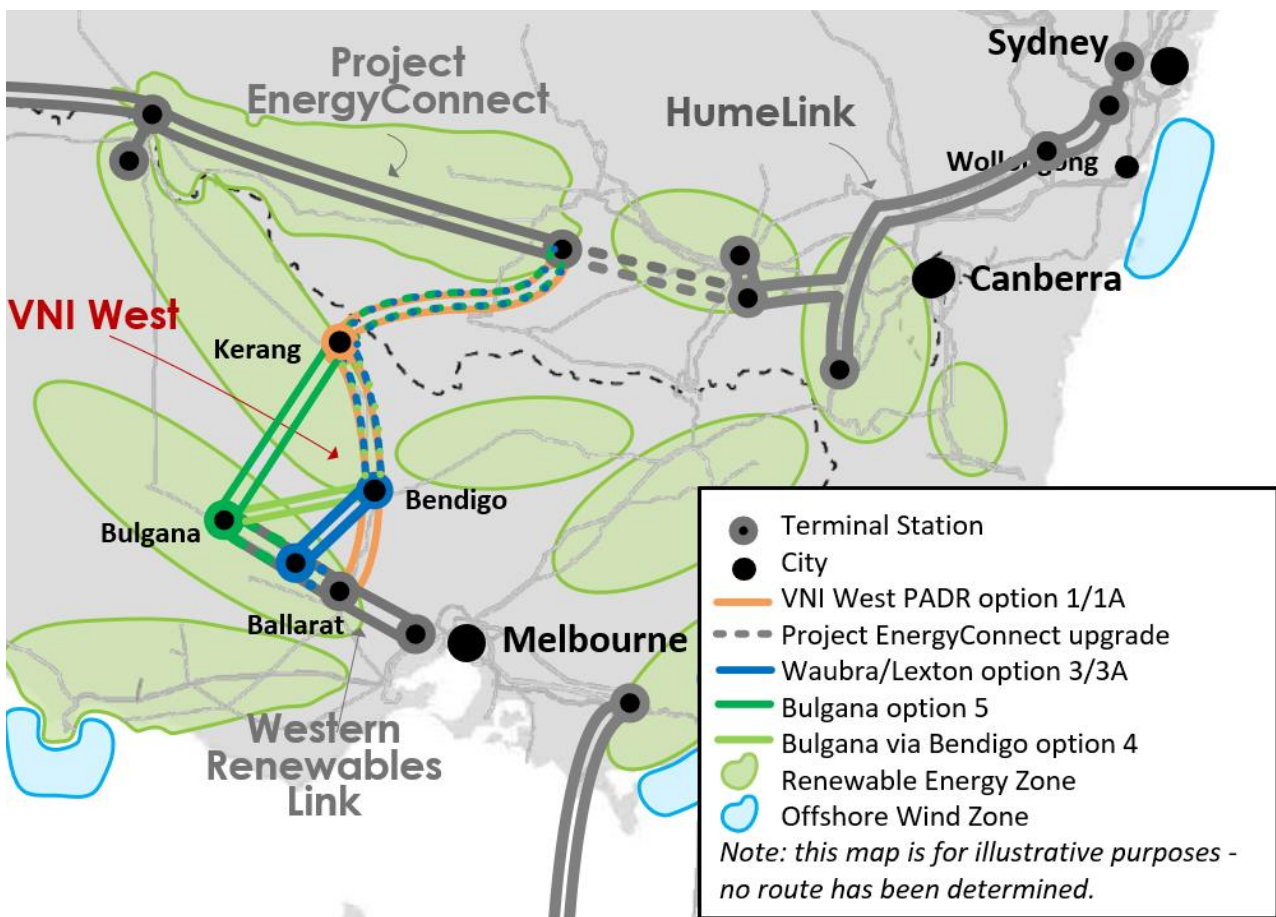 Project
EnergyConnect
Sydney
HumeLink
Wollongong
Canberra
VNI West
Kerang
Bendigo
Bulgana
Ballarat
Melbourne
Western
Renewables
Link
Terminal Station
City
VNI West PADR option 1/1A
Project EnergyConnect upgrade
Waubra/Lexton option 3/3A
Bulgana option 5
Bulgana via Bendigo option 4
Renewable Energy Zone
Offshore Wind Zone
Note: this map is for illustrative purposes -
no route has been determined.